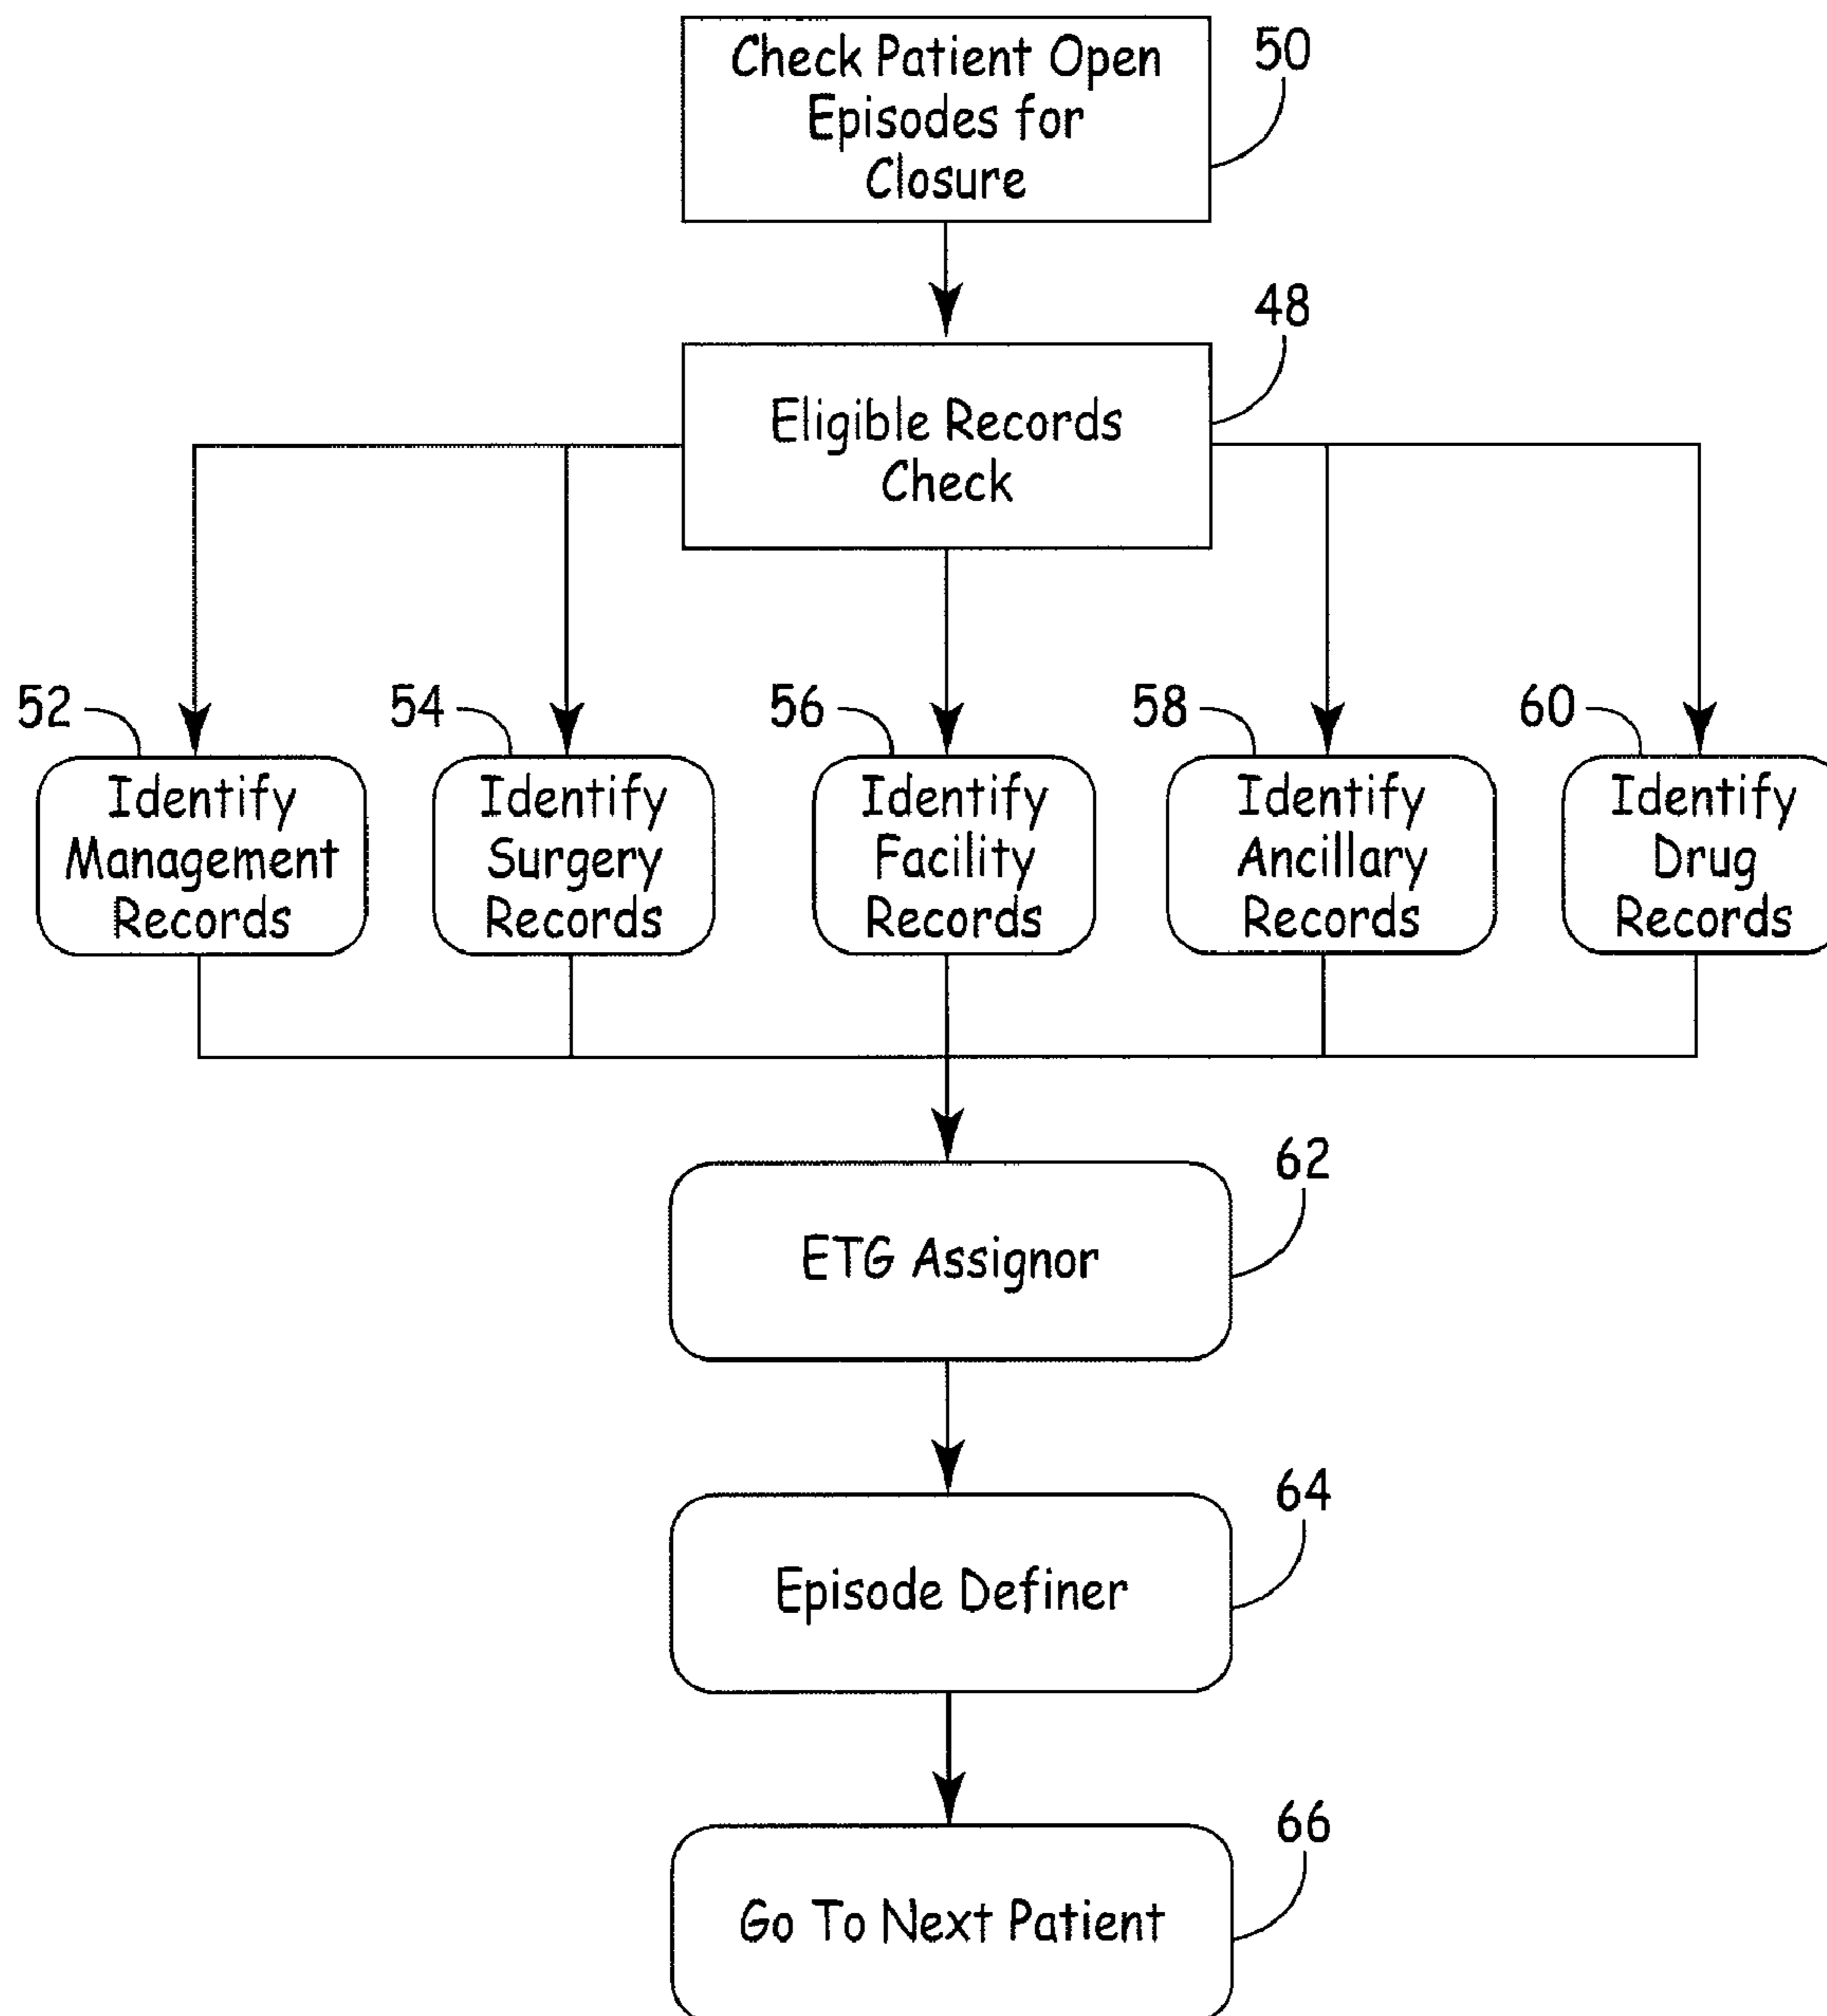 Check Patient Open
Episodes for
Closure
50
Eligible Records
Check
48
52
Identify
Management
Records
54
Identify
Surgery
Records
56
Identify
Facility
Records
58
Identify
Ancillary
Records
60
Identify
Drug
Records
ETG Assignor
62
Episode Definer
64
Go To Next Patient
66